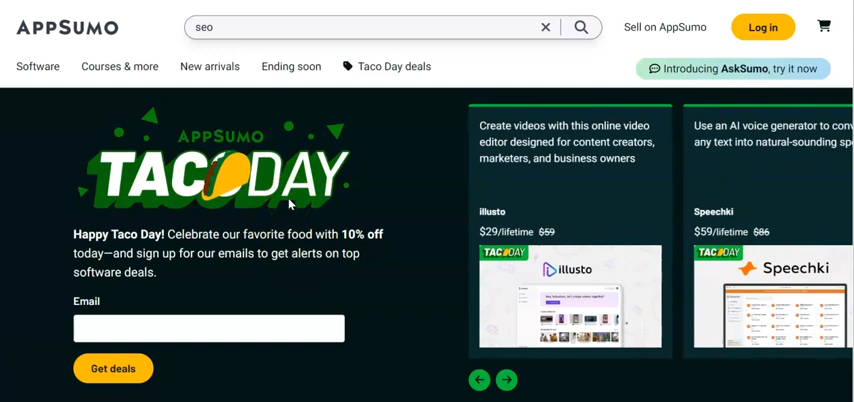 APPSUMO
seo
Sell on AppSumo
Log in
Software
Courses & more
New arrivals
Ending soon
Taco Day deals
Introducing AskSumo, try it now
APPSUMO
TACODAY
Happy Taco Day! Celebrate our favorite food with 10% off
today—and sign up for our emails to get alerts on top
software deals.
Email
Get deals
Create videos with this online video
editor designed for content creators,
marketers, and business owners
illusto
$29/lifetime $59
TACODAY
illusto
Use an AI voice generator to
any text into natural-sounding
Speechki
$59/lifetime $86
TACODAY
Speechki